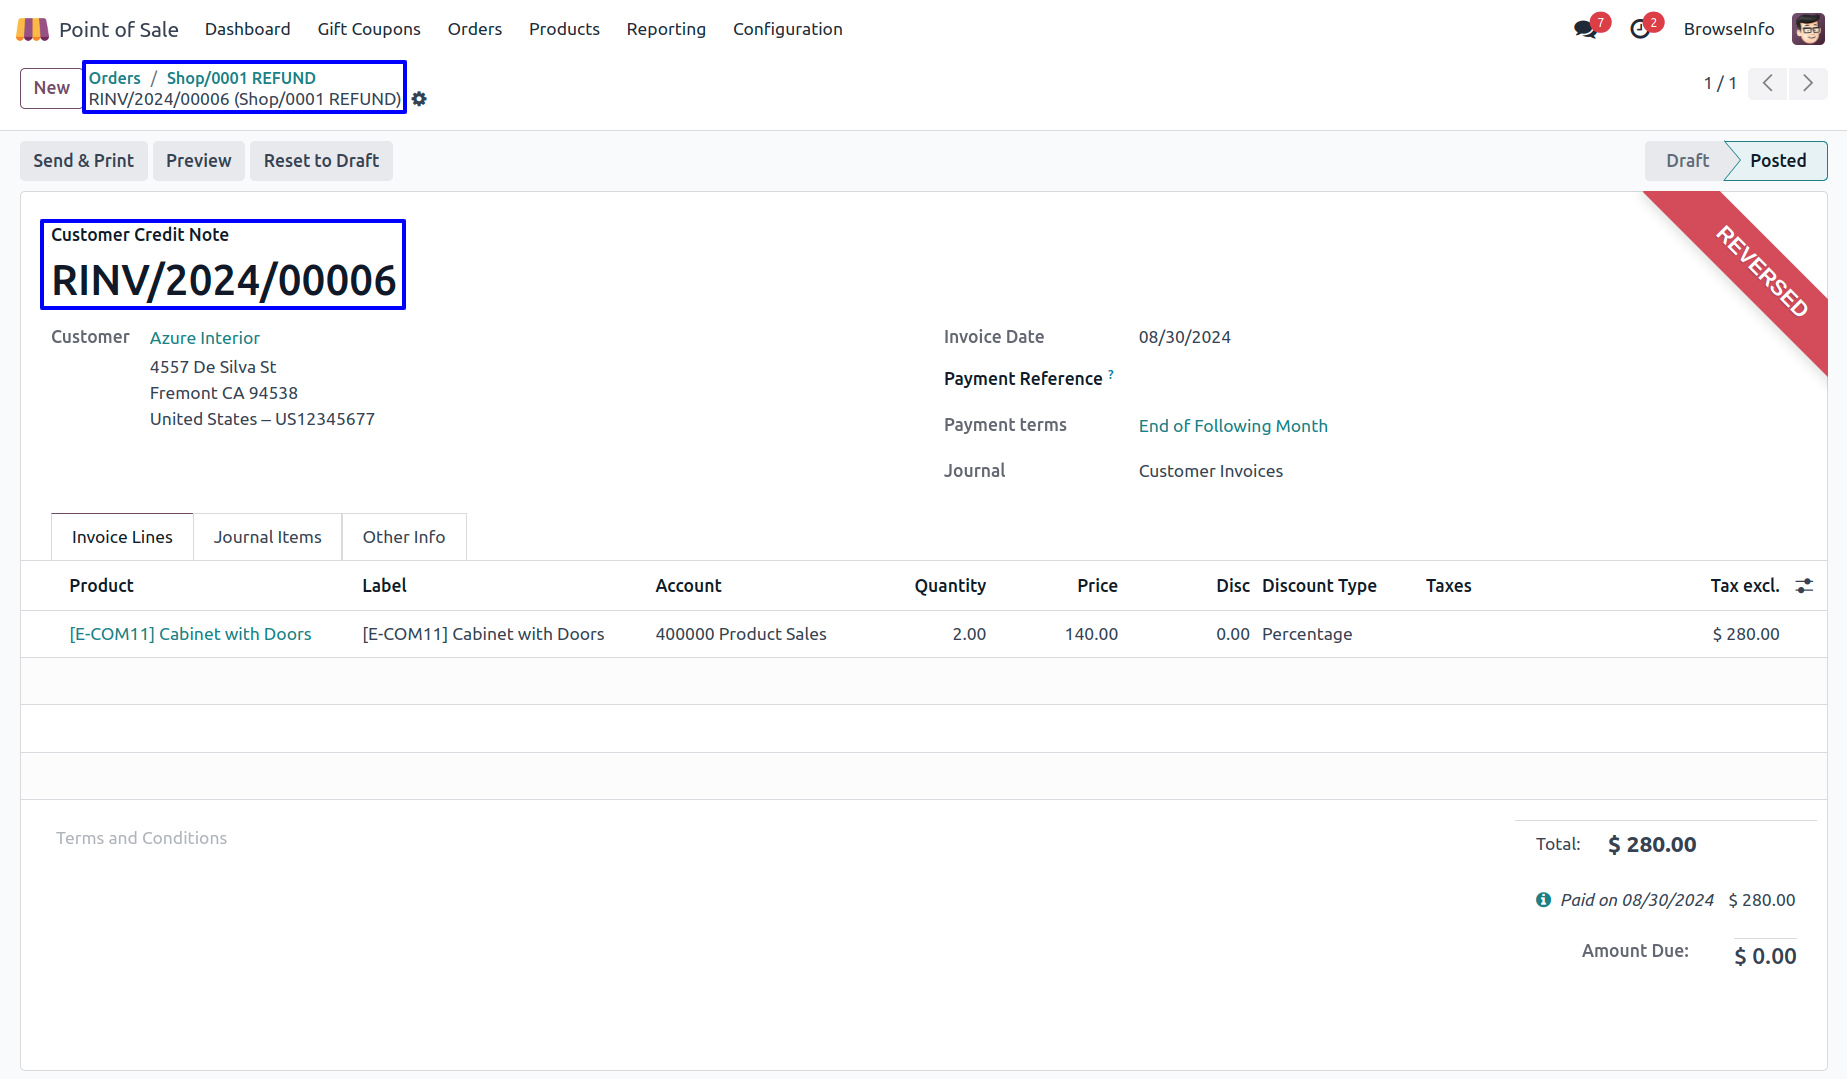 Point of Sale Dashboard Gift Coupons Orders Products Reporting Configuration 7 2 BrowseInfo
New Orders / Shop/0001 REFUND
RINV/2024/00006 (Shop/0001 REFUND) 1 / 1
Send & Print Preview Reset to Draft Draft Posted
REVERSED
Customer Credit Note
RINV/2024/00006
Customer Azure Interior Invoice Date 08/30/2024
4557 De Silva St
Fremont CA 94538 Payment Reference ?
United States – US12345677 Payment terms End of Following Month
Journal Customer Invoices
Invoice Lines Journal Items Other Info
Product Label Account Quantity Price Disc Discount Type Taxes Tax excl.
[E-COM11] Cabinet with Doors [E-COM11] Cabinet with Doors 400000 Product Sales 2.00 140.00 0.00 Percentage $ 280.00
Terms and Conditions Total: $ 280.00
Paid on 08/30/2024 $ 280.00
Amount Due: $ 0.00